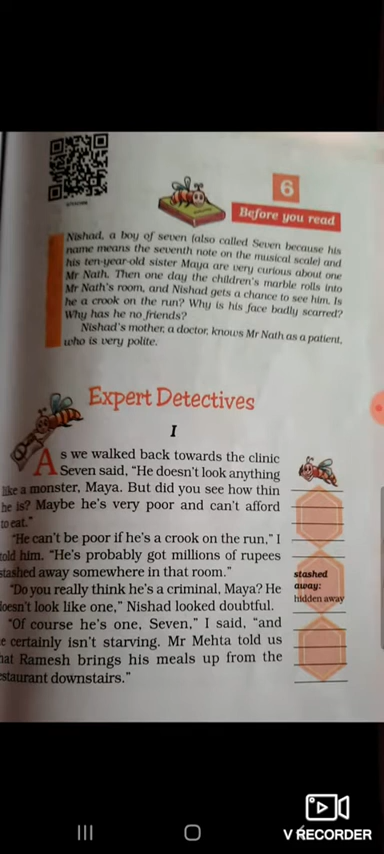 6
Before you read
Nishad, a boy of seven (also called Seven because his
name means the seventh note on the musical scale) and
his ten-year-old sister Maya are very curious about one
Mr Nath. Then one day the children's marble rolls into
Mr Nath's room, and Nishad gets a chance to see him. Is
he a crook on the run? Why is his face badly scarred?
Why has he no friends?
Nishad's mother, a doctor, knows Mr Nath as a patient,
who is very polite.
Expert Detectives
I
As we walked back towards the clinic
Seven said, "He doesn't look anything
like a monster, Maya. But did you see how thin
he is? Maybe he's very poor and can't afford
to eat."
"He can't be poor if he's a crook on the run," I
told him. "He's probably got millions of rupees
stashed away somewhere in that room."
"Do you really think he's a criminal, Maya? He
doesn't look like one," Nishad looked doubtful.
"Of course he's one, Seven," I said, "and
e certainly isn't starving. Mr Mehta told us
hat Ramesh brings his meals up from the
estaurant downstairs."
stashed
away:
hidden away
V RECORDER